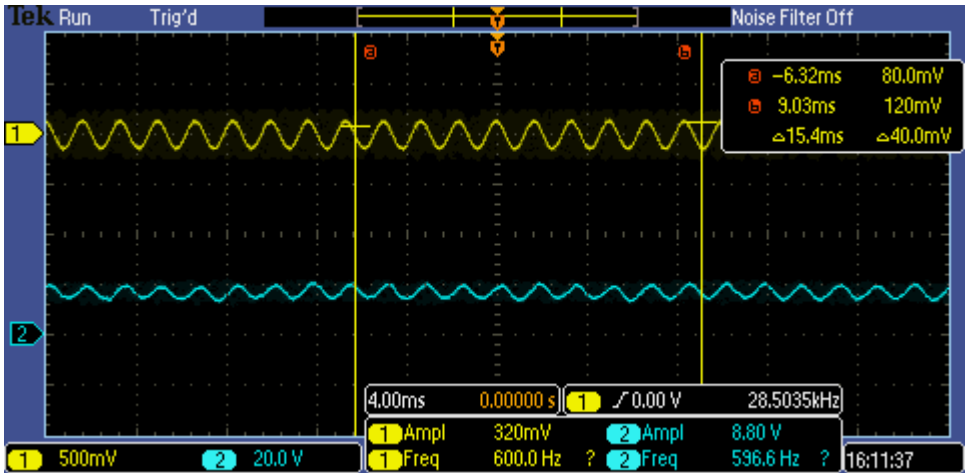 Tek Run Trig'd Noise Filter Off
a -6.32ms 80.0mV
b 9.03ms 120mV
△15.4ms △40.0mV
a b
T
T
1
2
4.00ms 0.00000 s 1 ∫ 0.00 V 28.5035kHz
1 Ampl 320mV 2 Ampl 8.80 V
1 Freq 600.0 Hz ? 2 Freq 596.6 Hz ?
1 500mV 2 20.0 V 16:11:37